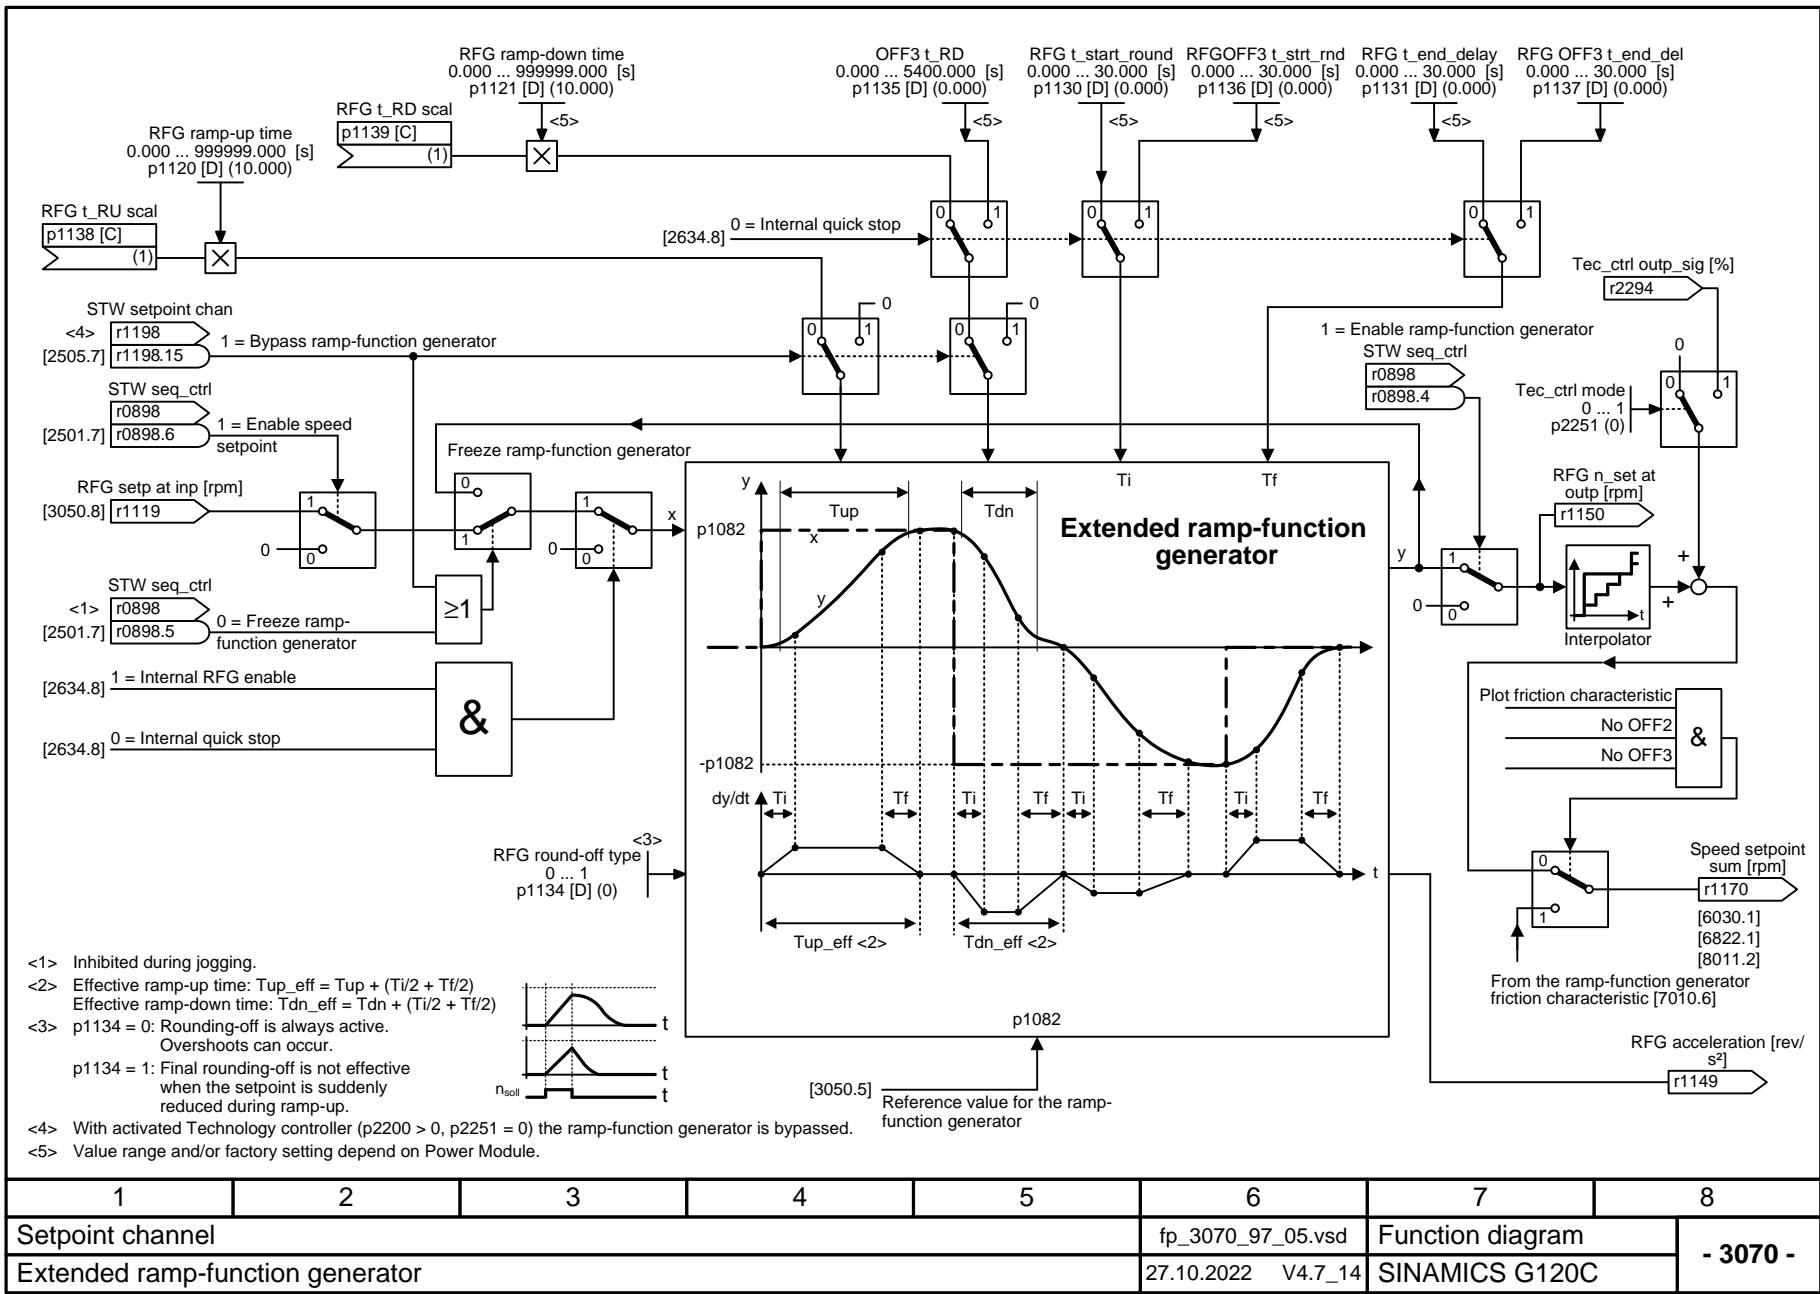 RFG ramp-down time
0.000 ... 999999.000 [s]
p1121 [D] (10.000)
<5>
OFF3 t_RD
0.000 ... 5400.000 [s]
p1135 [D] (0.000)
<5>
RFG t_start_round
0.000 ... 30.000 [s]
p1130 [D] (0.000)
<5>
RFGOFF3 t_strt_rnd
0.000 ... 30.000 [s]
p1136 [D] (0.000)
<5>
RFG t_end_delay
0.000 ... 30.000 [s]
p1131 [D] (0.000)
<5>
RFG OFF3 t_end_del
0.000 ... 30.000 [s]
p1137 [D] (0.000)
RFG t_RD scal
p1139 [C]
(1)
RFG ramp-up time
0.000 ... 999999.000 [s]
p1120 [D] (10.000)
RFG t_RU scal
p1138 [C]
(1)
[2634.8] 0 = Internal quick stop
0 1
0 1
0 1
Tec_ctrl outp_sig [%]
r2294
STW setpoint chan
<4> r1198
[2505.7] r1198.15 1 = Bypass ramp-function generator
0 1 0
0 1 0
1 = Enable ramp-function generator
STW seq_ctrl
r0898
r0898.4
0
0 1
Tec_ctrl mode
0 ... 1
p2251 (0)
STW seq_ctrl
r0898
[2501.7] r0898.6 1 = Enable speed
setpoint
Freeze ramp-function generator
RFG setp at inp [rpm]
[3050.8] r1119
1
0 0
0
1
1
0 0
x
STW seq_ctrl
<1> r0898
[2501.7] r0898.5 0 = Freeze ramp-
function generator
≥1
[2634.8] 1 = Internal RFG enable
[2634.8] 0 = Internal quick stop
&
Ti
Tf
y
Tup
Tdn
p1082
x
y
Extended ramp-function
generator
-p1082
dy/dt
Ti Tf Ti Tf Ti Tf Ti Tf
t
Tup_eff <2>
Tdn_eff <2>
p1082
RFG n_set at
outp [rpm]
r1150
y
1
0 0
t
Interpolator
+
+
Plot friction characteristic
No OFF2
No OFF3
&
<3>
RFG round-off type
0 ... 1
p1134 [D] (0)
0
1
Speed setpoint
sum [rpm]
r1170
[6030.1]
[6822.1]
[8011.2]
From the ramp-function generator
friction characteristic [7010.6]
RFG acceleration [rev/
s²]
r1149
[3050.5]
Reference value for the ramp-
function generator
<1> Inhibited during jogging.
<2> Effective ramp-up time: Tup_eff = Tup + (Ti/2 + Tf/2)
Effective ramp-down time: Tdn_eff = Tdn + (Ti/2 + Tf/2)
<3> p1134 = 0: Rounding-off is always active.
Overshoots can occur.
p1134 = 1: Final rounding-off is not effective
when the setpoint is suddenly
reduced during ramp-up.
t
t
nsoll t
<4> With activated Technology controller (p2200 > 0, p2251 = 0) the ramp-function generator is bypassed.
<5> Value range and/or factory setting depend on Power Module.
1 2 3 4 5 6 7 8
Setpoint channel
fp_3070_97_05.vsd
Function diagram
- 3070 -
Extended ramp-function generator
27.10.2022 V4.7_14
SINAMICS G120C